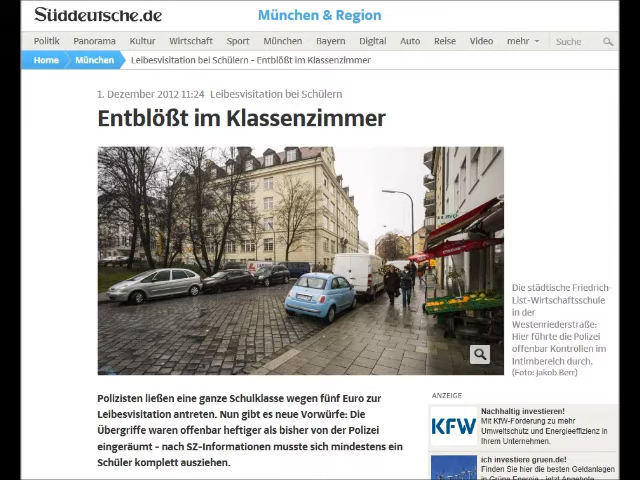 Süddeutsche.de
München & Region
Politik Panorama Kultur Wirtschaft Sport München Bayern Digital Auto Reise Video mehr Suche
Home München Leibesvisitation bei Schülern - Entblößt im Klassenzimmer
1. Dezember 2012 11:24 Leibesvisitation bei Schülern
Entblößt im Klassenzimmer
Die städtische Friedrich-
List-Wirtschaftsschule
in der
Westenriederstraße:
Hier führte die Polizei
offenbar Kontrollen im
Intimbereich durch.
(Foto: Jakob Berr)
Polizisten ließen eine ganze Schulklasse wegen fünf Euro zur
Leibesvisitation antreten. Nun gibt es neue Vorwürfe: Die
Übergriffe waren offenbar heftiger als bisher von der Polizei
eingeräumt - nach SZ-Informationen musste sich mindestens ein
Schüler komplett ausziehen.
ANZEIGE
KFW
Nachhaltig investieren!
Mit KfW-Förderung zu mehr
Umweltschutz und Energieeffizienz in
Ihrem Unternehmen.
ich investiere gruen.de!
Finden Sie hier die besten Geldanlagen
in Grüne Energie - jetzt Angebote